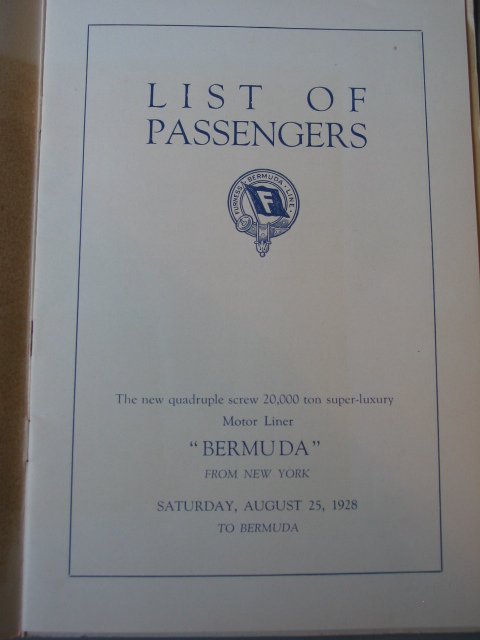 LIST OF
PASSENGERS
FURNESS BERMUDA LINE
F
The new quadruple screw 20,000 ton super-luxury
Motor Liner
"BERMUDA"
FROM NEW YORK
SATURDAY, AUGUST 25, 1928
TO BERMUDA